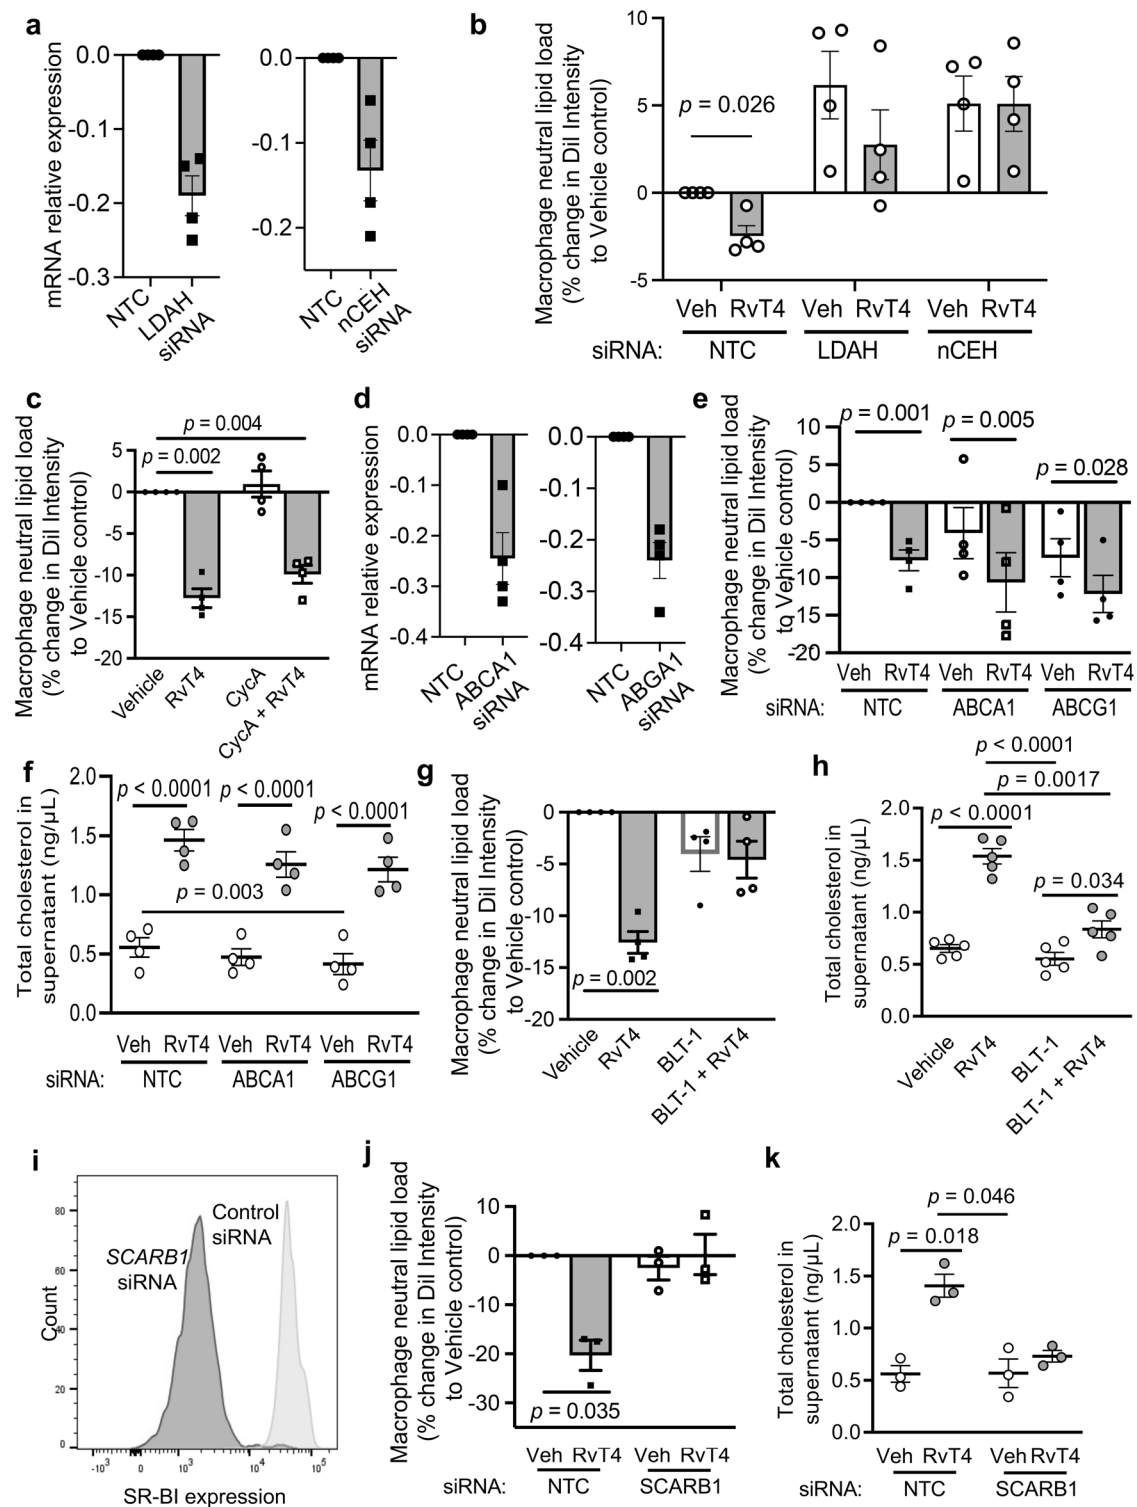 a
mRNA relative expression
0.0
-0.1
-0.2
-0.3
NTC
LDAH
siRNA
0.0
-0.1
-0.2
NTC
nCEH
siRNA
b
Macrophage neutral lipid load
(% change in DiI Intensity
to Vehicle control)
10
5
0
-5
p = 0.026
Veh RvT4 Veh RvT4 Veh RvT4
siRNA: NTC LDAH nCEH
c
Macrophage neutral lipid load
(% change in DiI Intensity
to Vehicle control)
p = 0.004
p = 0.002
5
0
-5
-10
-15
-20
Vehicle
RvT4
CycA
CycA + RvT4
d
mRNA relative expression
0.0
-0.1
-0.2
-0.3
-0.4
NTC
ABCA1
siRNA
0.0
-0.1
-0.2
-0.3
-0.4
NTC
ABGA1
siRNA
e
Macrophage neutral lipid load
(% change in DiI Intensity
to Vehicle control)
p = 0.001
p = 0.005
p = 0.028
10
5
0
-5
-10
-15
-20
Veh RvT4 Veh RvT4 Veh RvT4
siRNA: NTC ABCA1 ABCG1
f
Total cholesterol in
supernatant (ng/µL)
2.0
1.5
1.0
0.5
0.0
p < 0.0001
p < 0.0001
p < 0.0001
p = 0.003
Veh RvT4 Veh RvT4 Veh RvT4
siRNA: NTC ABCA1 ABCG1
g
Macrophage neutral lipid load
(% change in DiI Intensity
to Vehicle control)
0
-5
-10
-15
-20
p = 0.002
Vehicle
RvT4
BLT-1
BLT-1 + RvT4
h
Total cholesterol in
supernatant (ng/µL)
p < 0.0001
p = 0.0017
p < 0.0001
p = 0.034
2.0
1.5
1.0
0.5
0.0
Vehicle
RvT4
BLT-1
BLT-1 + RvT4
i
Count
80
60
40
20
0
SCARB1
siRNA
Control
siRNA
-10³ 0 10³ 10⁴ 10⁵
SR-BI expression
j
Macrophage neutral lipid load
(% change in DiI Intensity
to Vehicle control)
10
0
-10
-20
-30
p = 0.035
Veh RvT4 Veh RvT4
siRNA: NTC SCARB1
k
Total cholesterol in
supernatant (ng/µL)
p = 0.046
p = 0.018
2.0
1.5
1.0
0.5
0.0
Veh RvT4 Veh RvT4
siRNA: NTC SCARB1